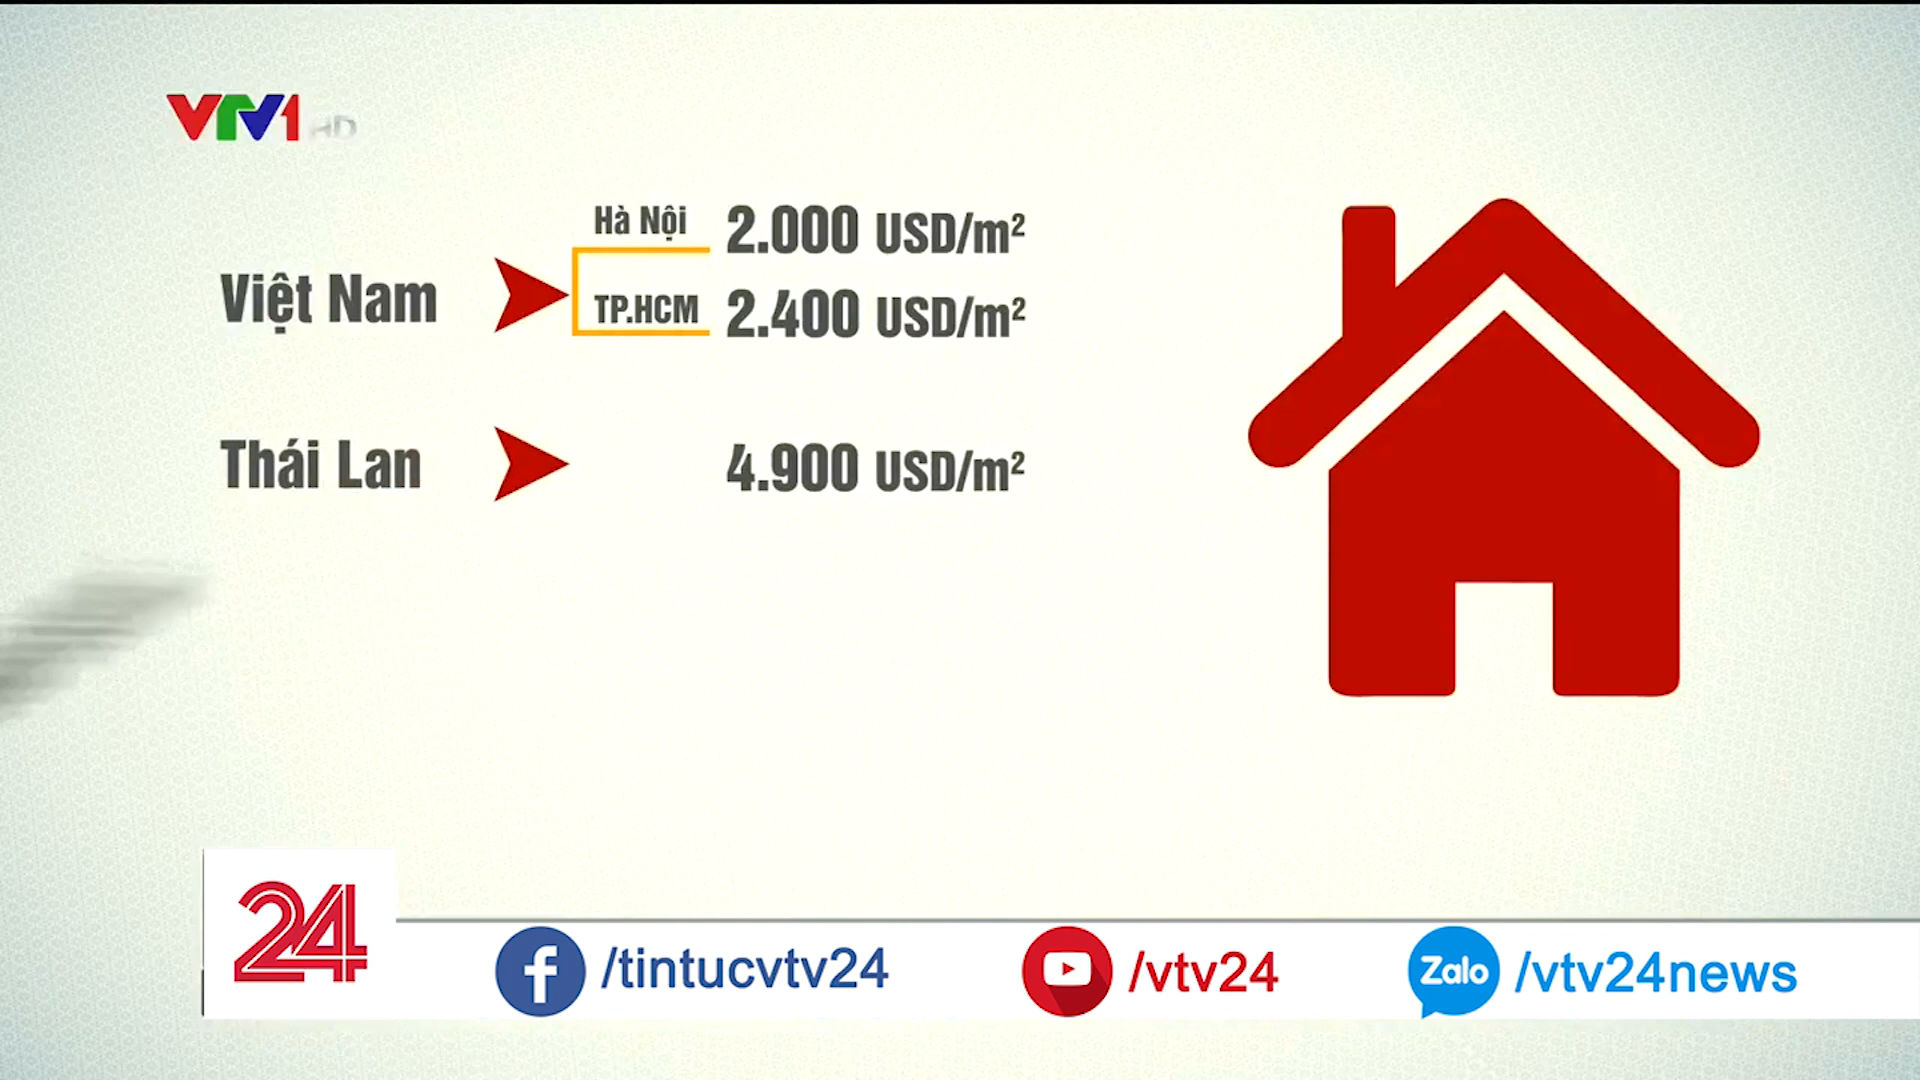 VTV1 HD
Hà Nội 2.000 USD/m²
Việt Nam
TP.HCM 2.400 USD/m²
Thái Lan 4.900 USD/m²
24
f /tintucvtv24
/vtv24
Zalo /vtv24news